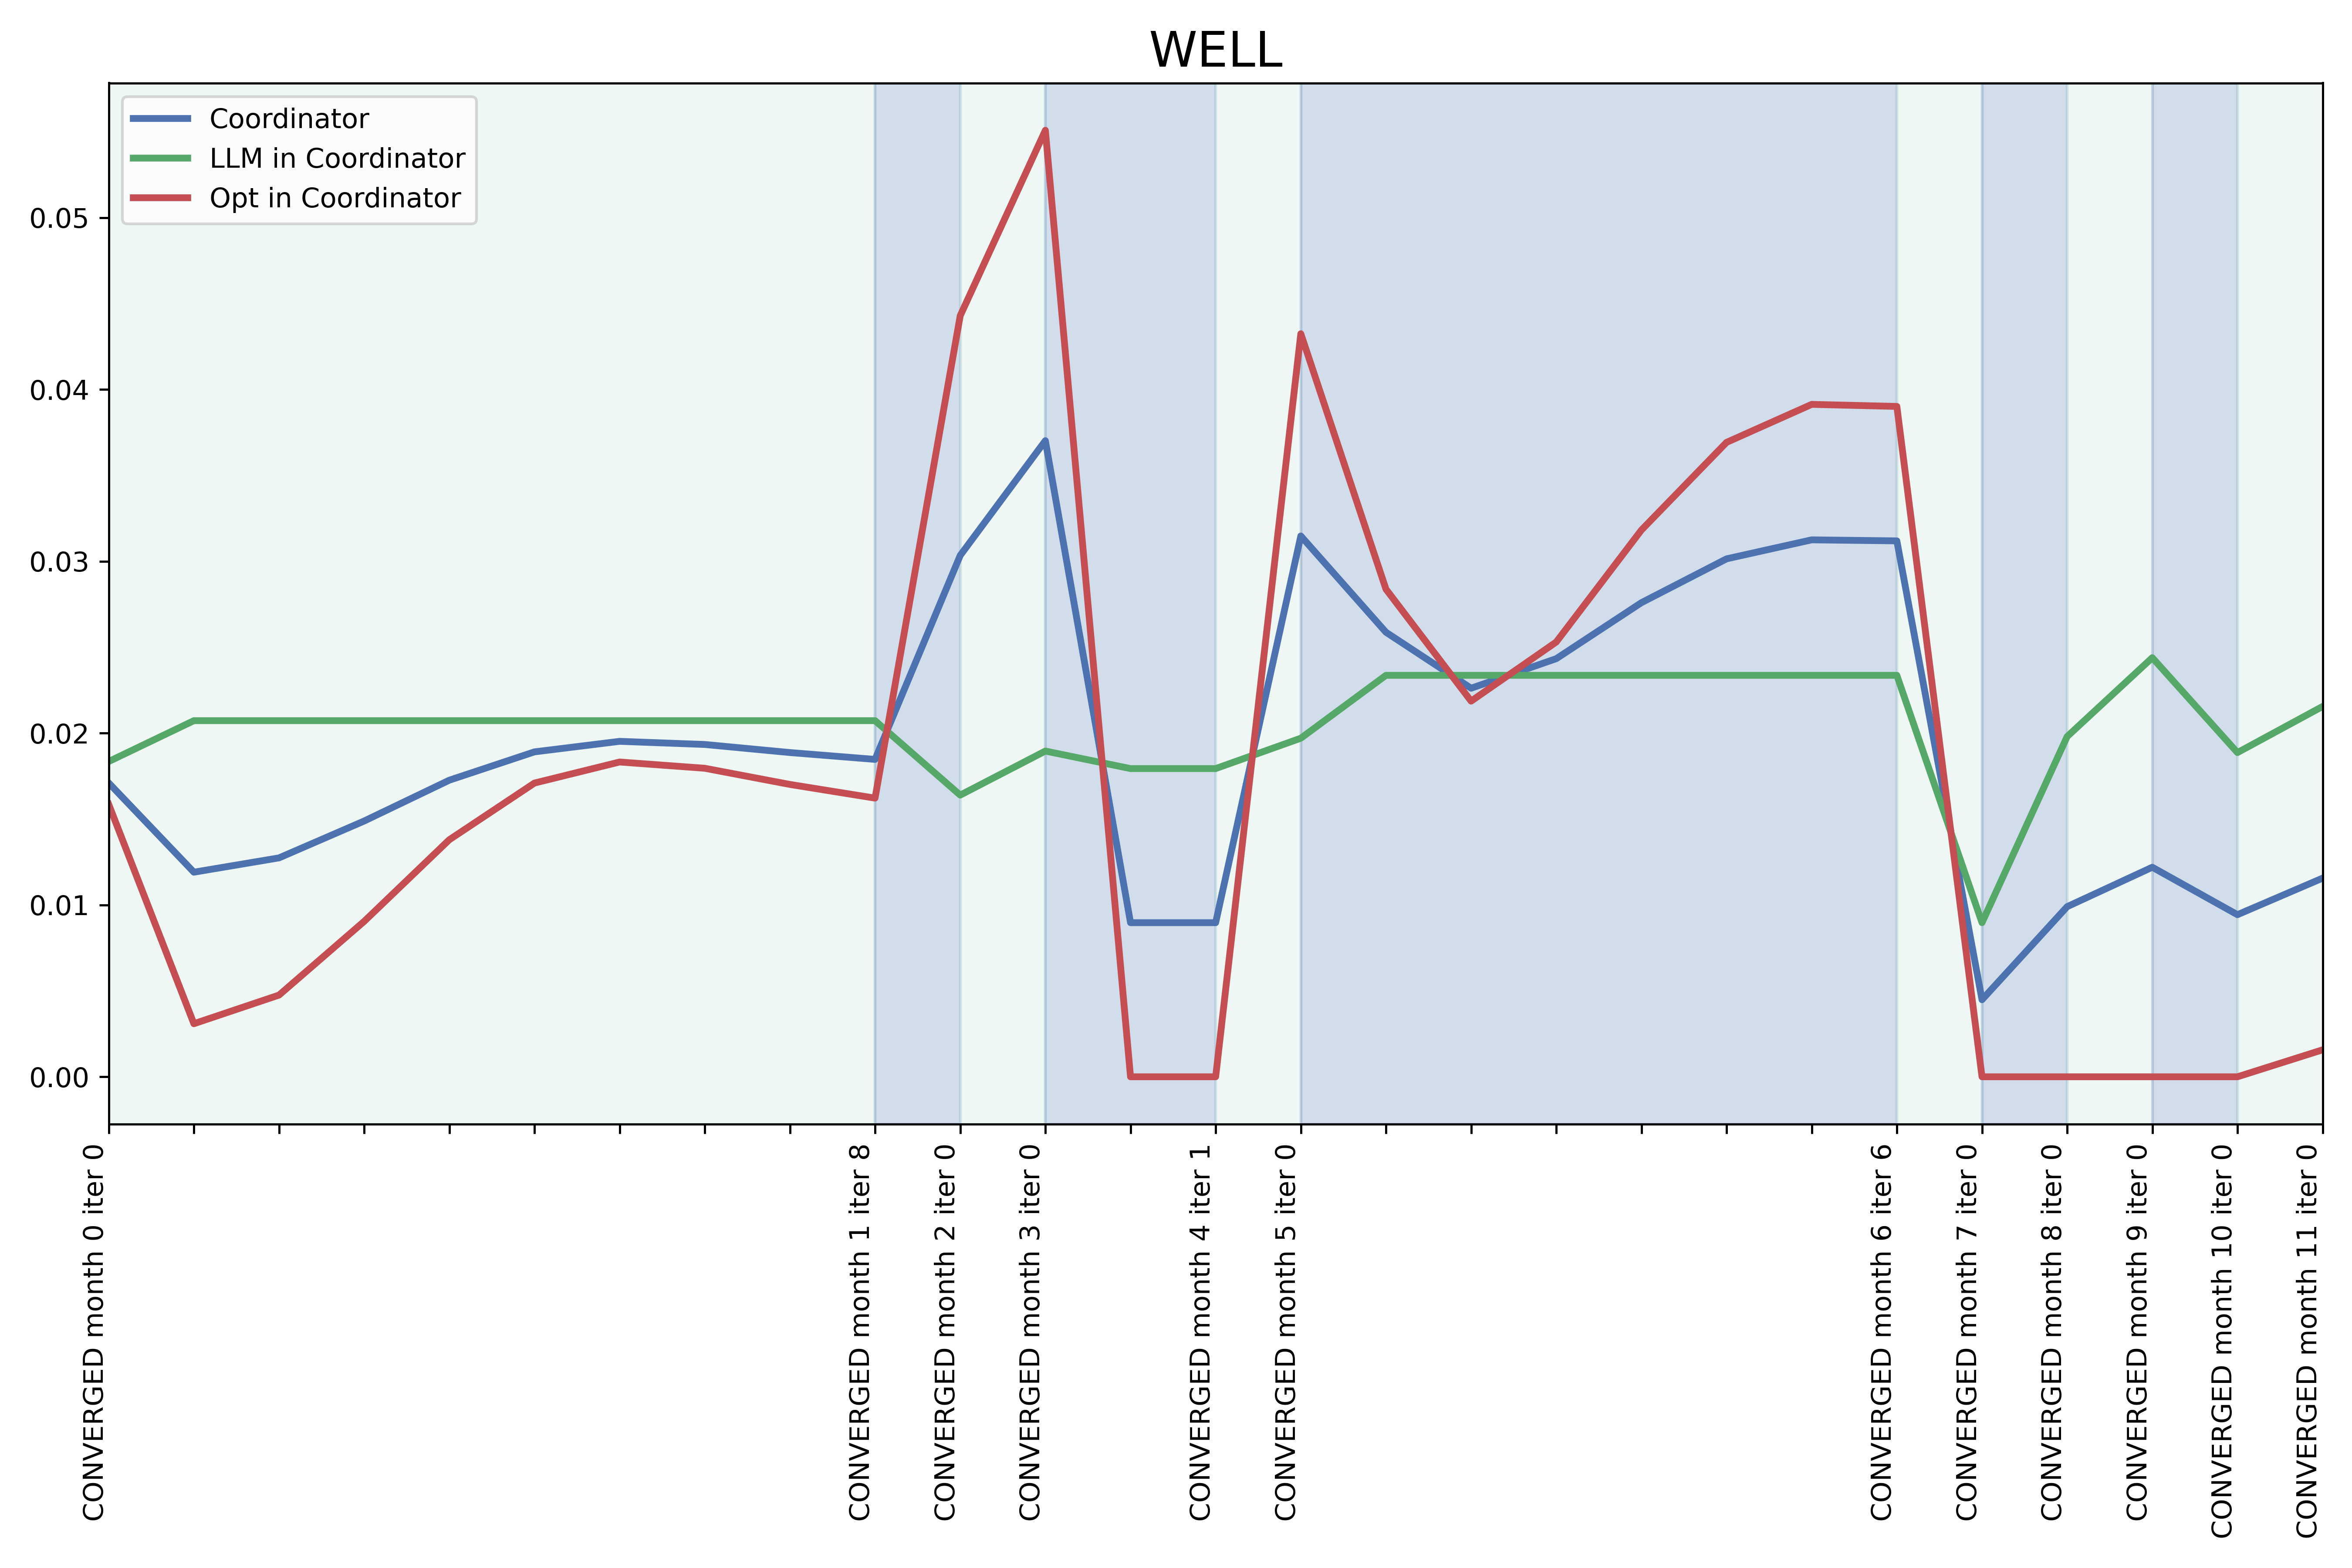 WELL
Coordinator
LLM in Coordinator
Opt in Coordinator
0.05
0.04
0.03
0.02
0.01
0.00
CONVERGED month 0 iter 0
CONVERGED month 1 iter 8
CONVERGED month 2 iter 0
CONVERGED month 3 iter 0
CONVERGED month 4 iter 1
CONVERGED month 5 iter 0
CONVERGED month 6 iter 6
CONVERGED month 7 iter 0
CONVERGED month 8 iter 0
CONVERGED month 9 iter 0
CONVERGED month 10 iter 0
CONVERGED month 11 iter 0